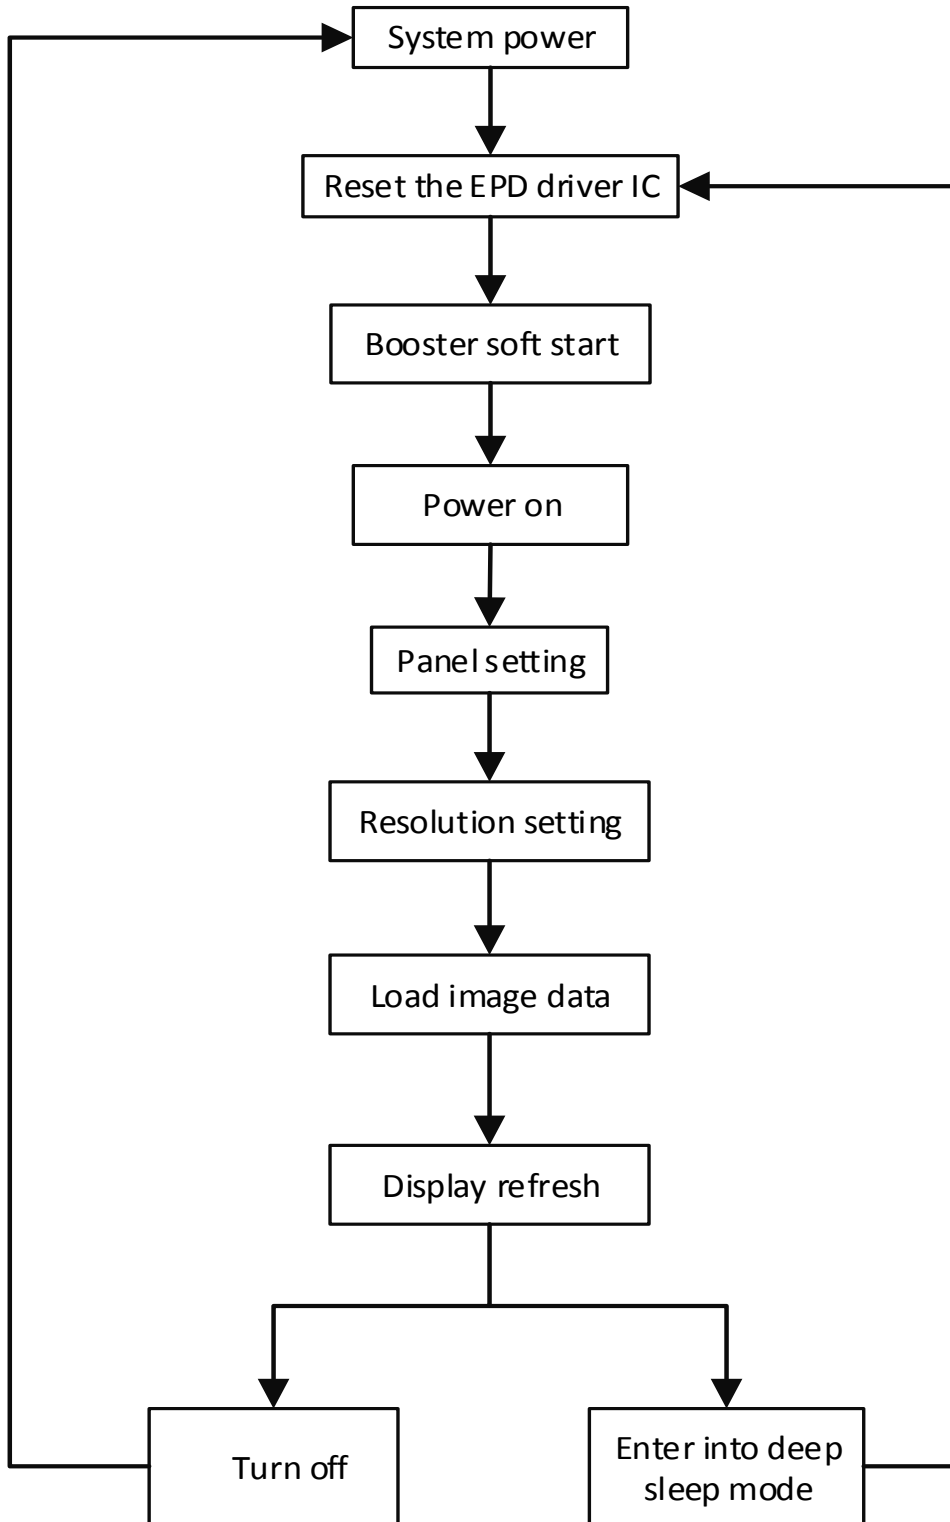 System power
Reset the EPD driver IC
Booster soft start
Power on
Panel setting
Resolution setting
Load image data
Display refresh
Turn off
Enter into deep
sleep mode